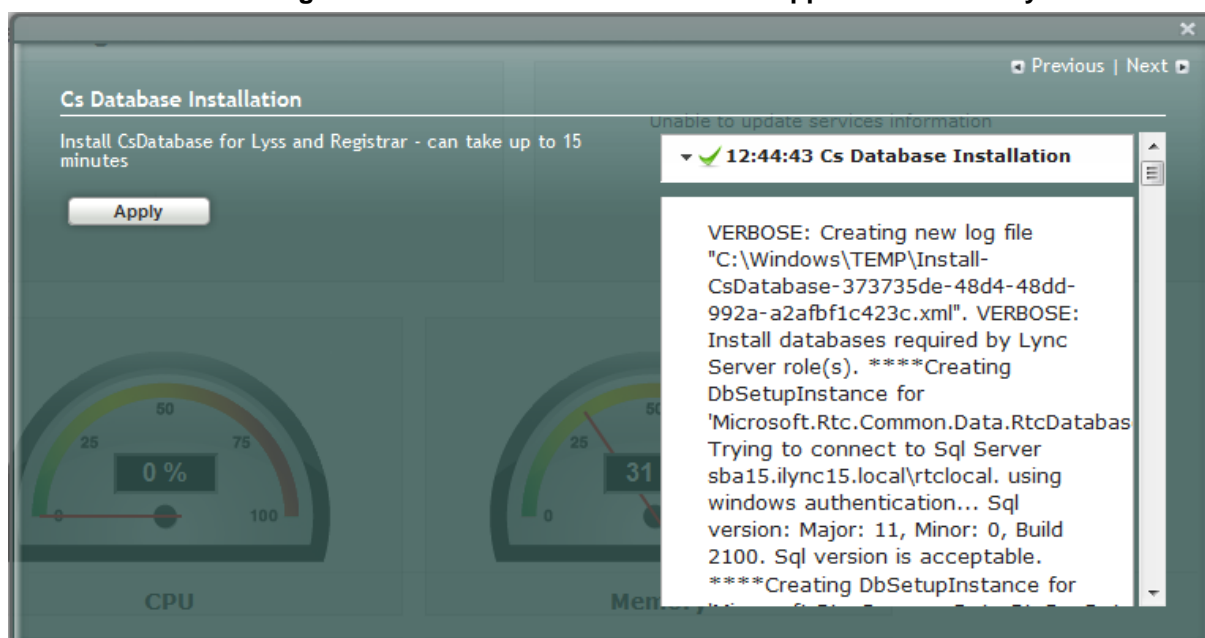 Previous | Next
Cs Database Installation
Install CsDatabase for Lyss and Registrar - can take up to 15
minutes
Apply
Unable to update services information
12:44:43 Cs Database Installation
VERBOSE: Creating new log file
"C:\Windows\TEMP\Install-
CsDatabase-373735de-48d4-48dd-
992a-a2afbf1c423c.xml". VERBOSE:
Install databases required by Lync
Server role(s). ****Creating
DbSetupInstance for
'Microsoft.Rtc.Common.Data.RtcDatabas
Trying to connect to Sql Server
sba15.ilync15.local\rtclocal. using
windows authentication... Sql
version: Major: 11, Minor: 0, Build
2100. Sql version is acceptable.
****Creating DbSetupInstance for
0
25
50
75
100
0 %
CPU
0
25
31